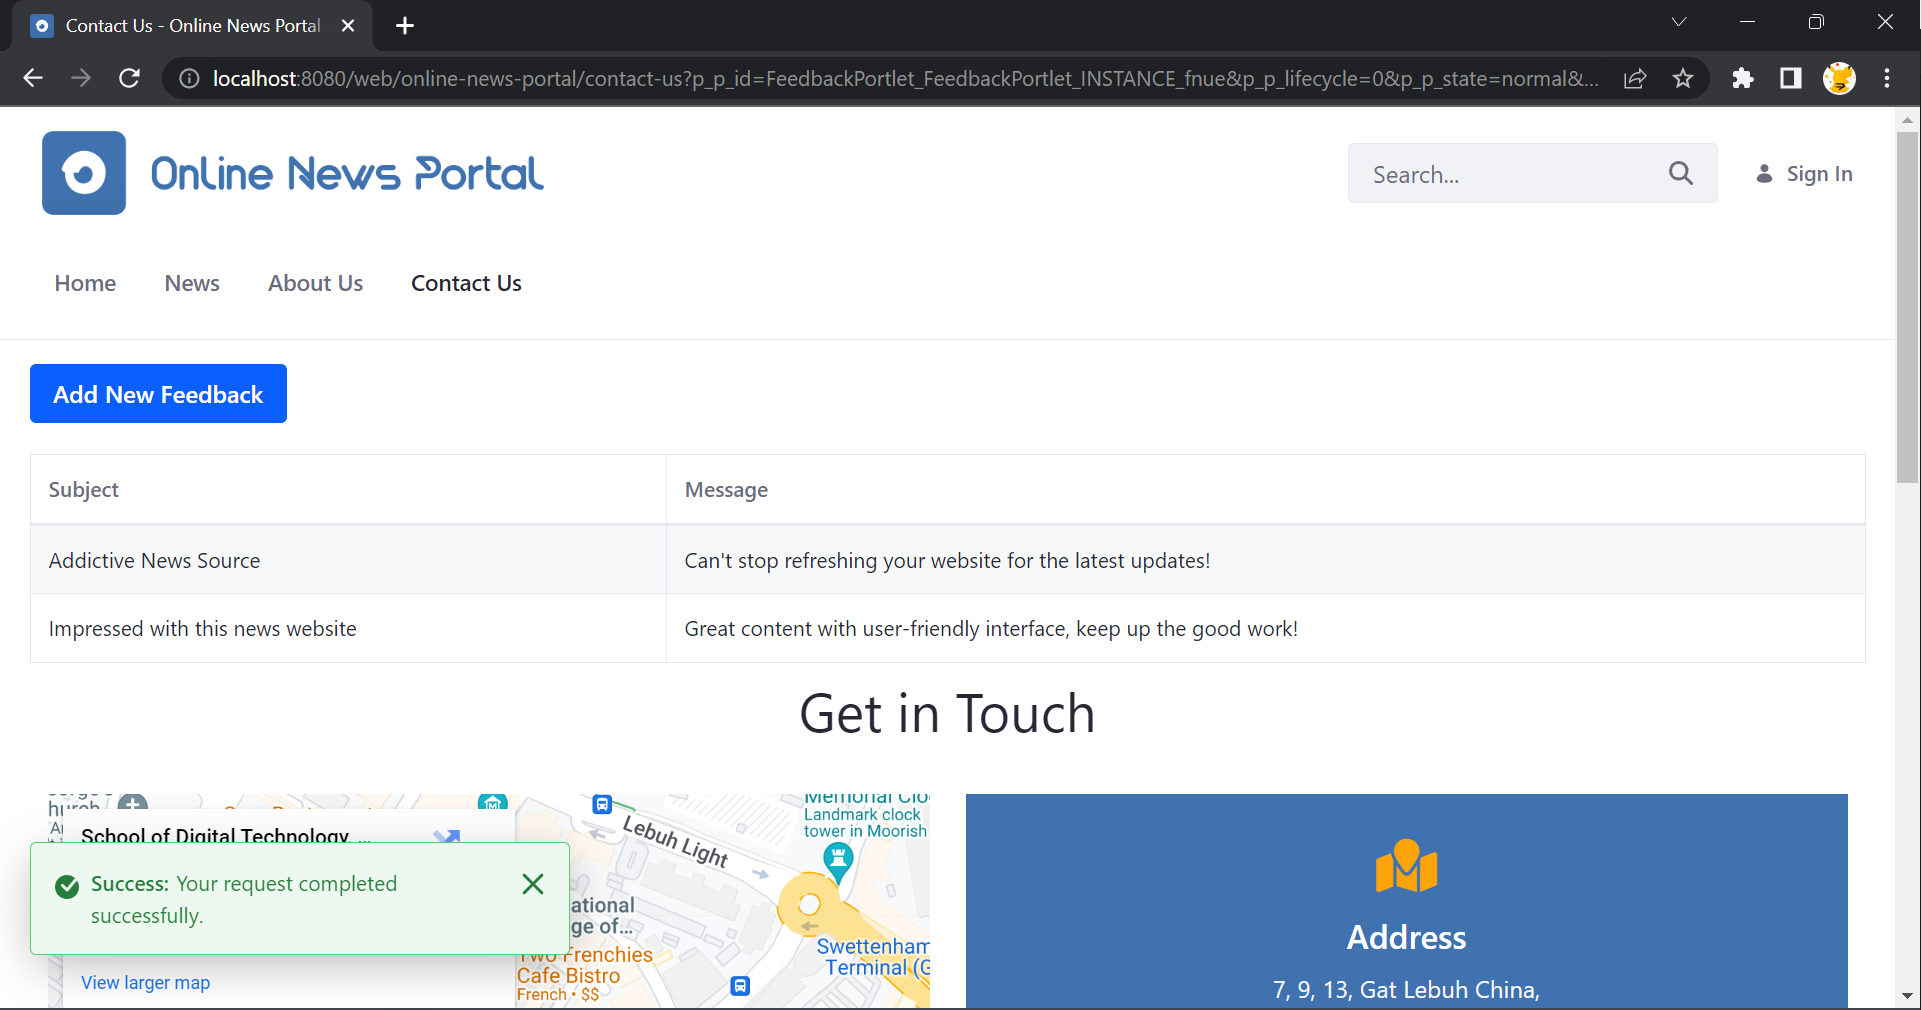 Contact Us - Online News Portal
localhost:8080/web/online-news-portal/contact-us?p_p_id=FeedbackPortlet_FeedbackPortlet_INSTANCE_fnue&p_p_lifecycle=0&p_p_state=normal&...
Online News Portal
Search...
Sign In
Home News About Us Contact Us
Add New Feedback
Subject Message
Addictive News Source Can't stop refreshing your website for the latest updates!
Impressed with this news website Great content with user-friendly interface, keep up the good work!
Get in Touch
School of Digital Technology, ...
Success: Your request completed
successfully.
View larger map
Lebuh Light
Memorial Clo
Landmark clock
tower in Moorish
ational
ge of...
Two Frenchies
Cafe Bistro
French • $$
Swettenham
Terminal (G
Address
7, 9, 13, Gat Lebuh China,